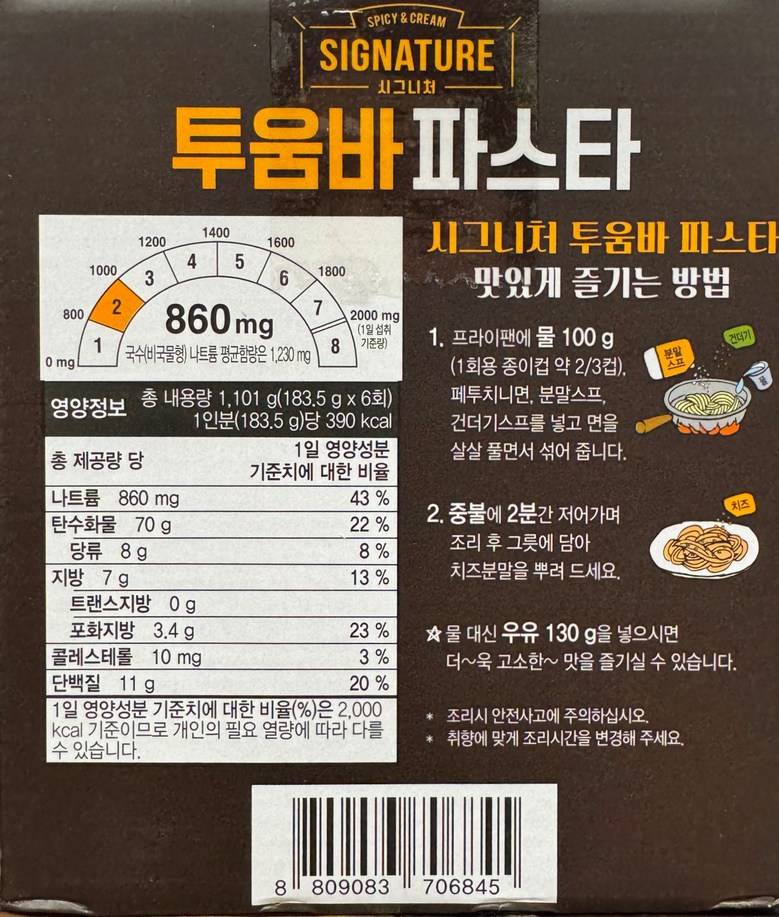 SPICY & CREAM
SIGNATURE
시그니처
투움바 파스타
0 mg
800
1000
1200
1400
1600
1800
2000 mg
(1일 섭취
기준량)
1
2
3
4
5
6
7
8
860 mg
국수(비국물형) 나트륨 평균함량은 1,230 mg
영양정보
총 내용량 1,101 g(183.5 g x 6회)
1인분(183.5 g)당 390 kcal
총 제공량 당
1일 영양성분
기준치에 대한 비율
나트륨 860 mg 43 %
탄수화물 70 g 22 %
당류 8 g 8 %
지방 7 g 13 %
트랜스지방 0 g
포화지방 3.4 g 23 %
콜레스테롤 10 mg 3 %
단백질 11 g 20 %
1일 영양성분 기준치에 대한 비율(%)은 2,000
kcal 기준이므로 개인의 필요 열량에 따라 다를
수 있습니다.
시그니처 투움바 파스타
맛있게 즐기는 방법
1. 프라이팬에 물 100 g
(1회용 종이컵 약 2/3컵),
페투치니면, 분말스프,
건더기스프를 넣고 면을
살살 풀면서 섞어 줍니다.
분말
스프
건더기
물
2. 중불에 2분간 저어가며
조리 후 그릇에 담아
치즈분말을 뿌려 드세요.
치즈
☆ 물 대신 우유 130 g을 넣으시면
더~욱 고소한~ 맛을 즐기실 수 있습니다.
* 조리시 안전사고에 주의하십시오.
* 취향에 맞게 조리시간을 변경해 주세요.
8 809083 706845